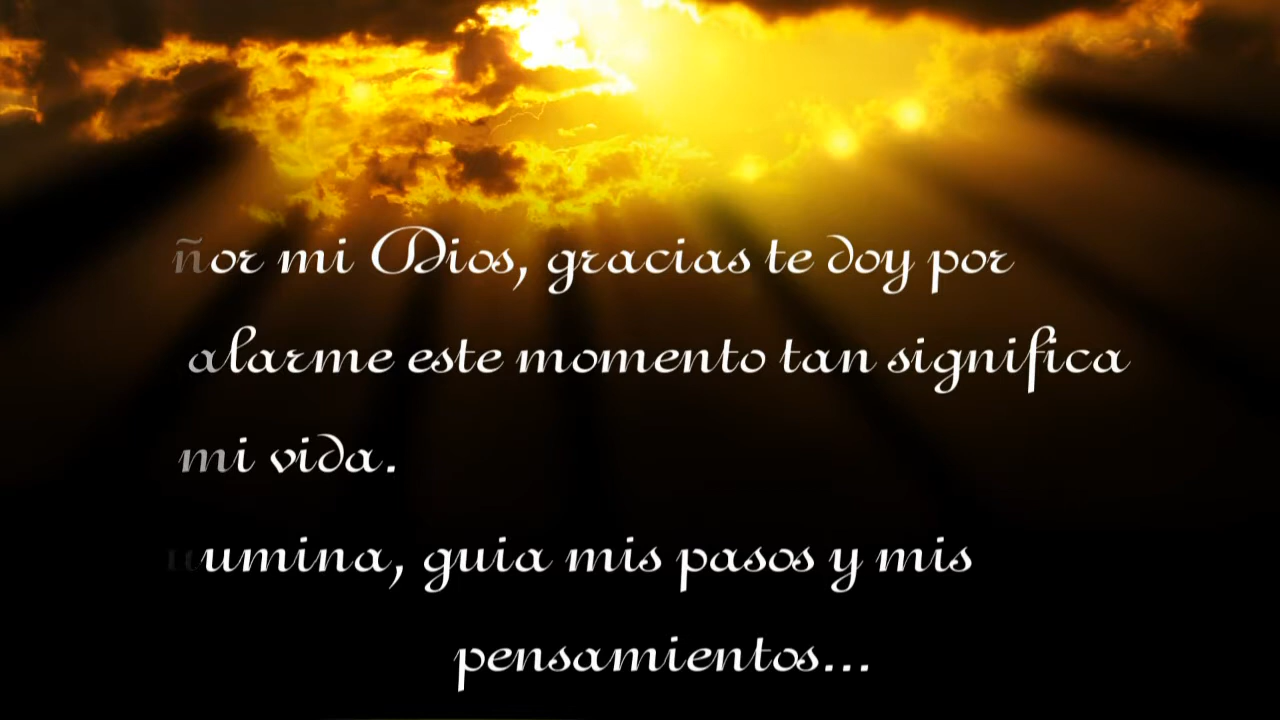 ñor mi Dios, gracias te doy por
alarme este momento tan significa
mi vida.
umina, guia mis pasos y mis
pensamientos...